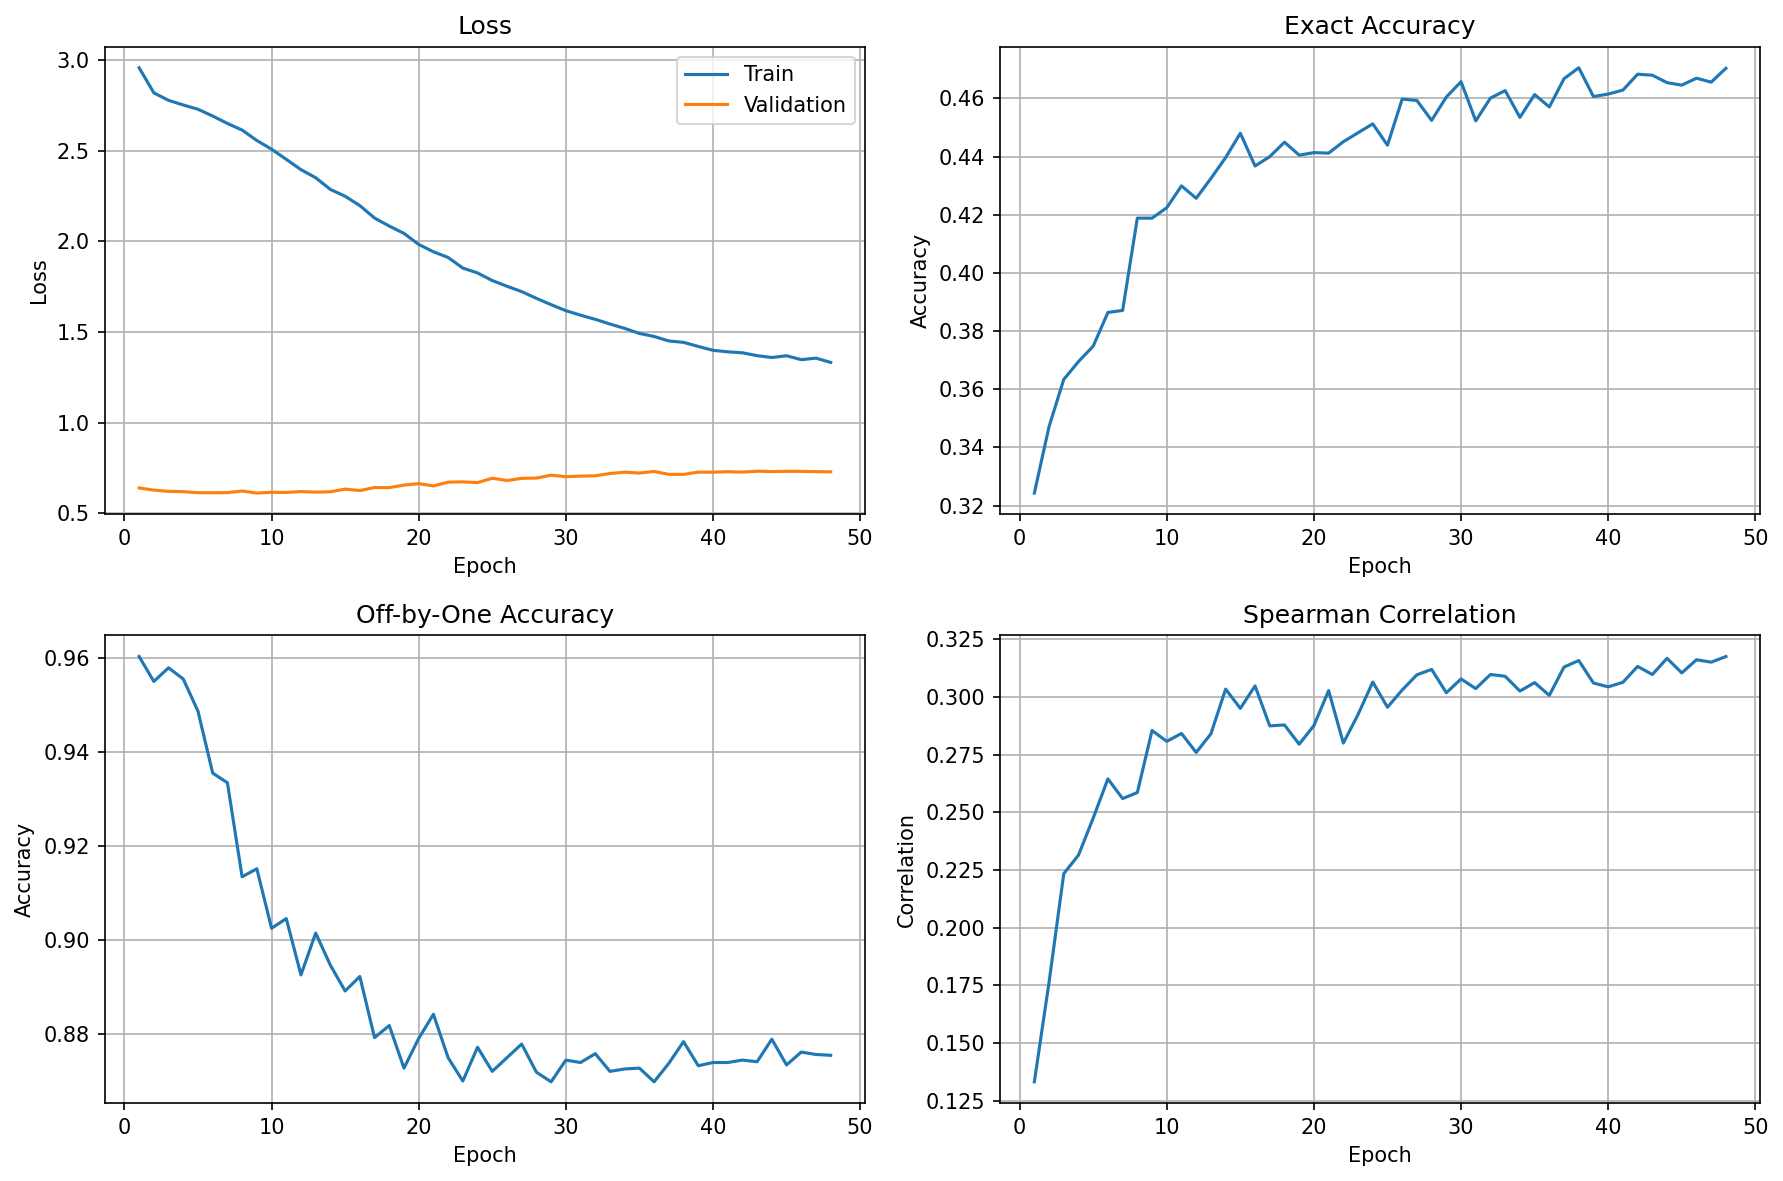 Loss
3.0
2.5
2.0
1.5
1.0
0.5
Loss
Train
Validation
0 10 20 30 40 50
Epoch
Exact Accuracy
0.46
0.44
0.42
0.40
0.38
0.36
0.34
0.32
Accuracy
0 10 20 30 40 50
Epoch
Off-by-One Accuracy
0.96
0.94
0.92
0.90
0.88
Accuracy
0 10 20 30 40 50
Epoch
Spearman Correlation
0.325
0.300
0.275
0.250
0.225
0.200
0.175
0.150
0.125
Correlation
0 10 20 30 40 50
Epoch